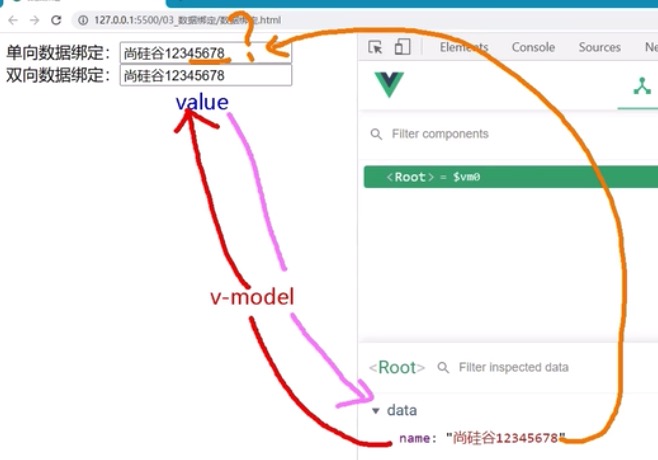 127.0.0.1:5500/03_数据绑定/数据绑定.html
单向数据绑定： 尚硅谷12345678 ?
双向数据绑定： 尚硅谷12345678
Elements Console Sources Ne
value
Filter components
<Root> = $vm0
v-model
<Root> Filter inspected data
data
name: "尚硅谷12345678"